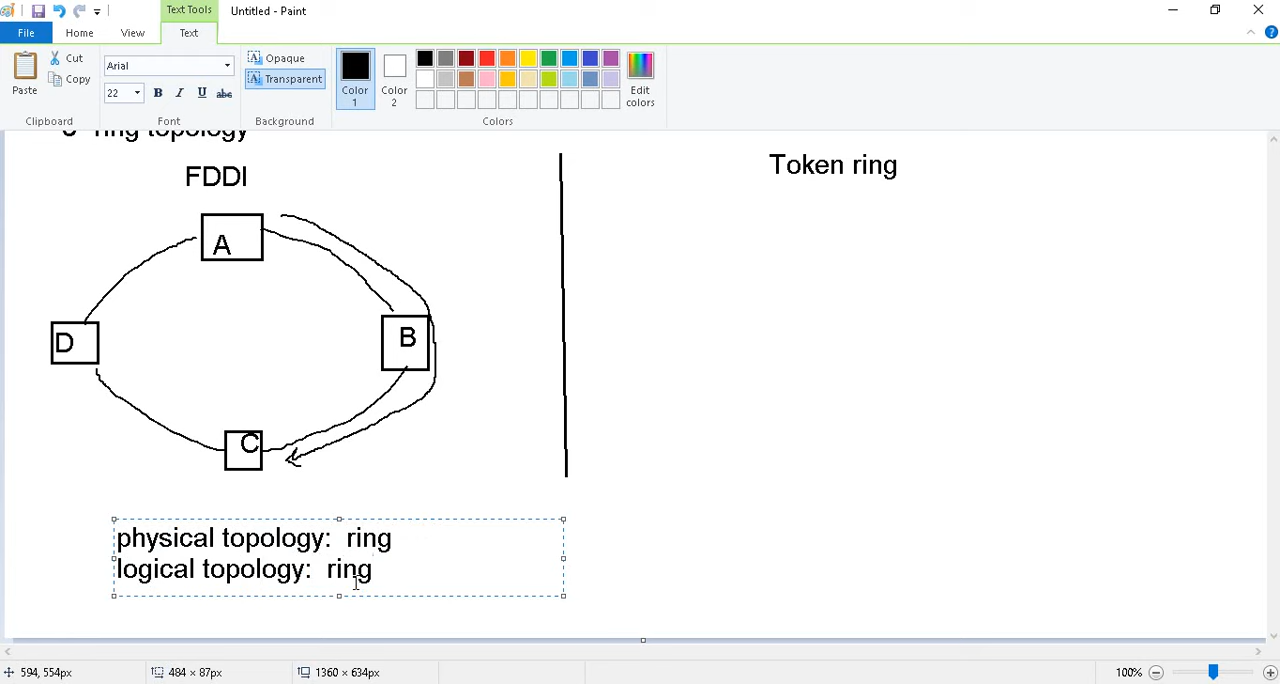 Text Tools
Untitled - Paint
File
Home
View
Text
Paste
Cut
Copy
Clipboard
Arial
22
B I U abc
Font
Opaque
Transparent
Background
Color 1
Color 2
Edit colors
Colors
ring topology
FDDI
Token ring
A
B
D
C
physical topology: ring
logical topology: ring
594, 554px
484 × 87px
1360 × 634px
100%